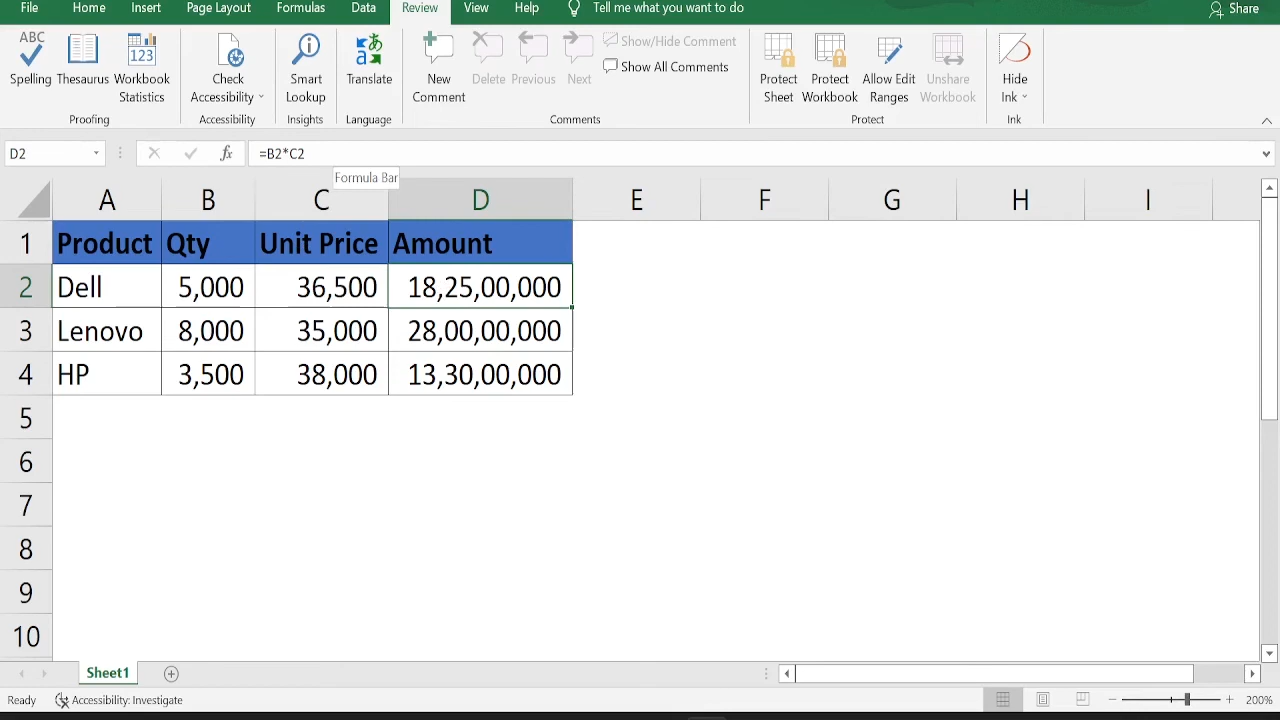 File Home Insert Page Layout Formulas Data Review View Help Tell me what you want to do Share
ABC
123
Spelling Thesaurus Workbook Statistics
Check Accessibility
Smart Lookup
Translate
New Comment
Delete Previous Next
Show/Hide Comment
Show All Comments
Protect Sheet
Protect Workbook
Allow Edit Ranges
Unshare Workbook
Hide Ink
Proofing Accessibility Insights Language Comments Protect Ink
D2 fx =B2*C2
Formula Bar
A B C D E F G H I
1 Product Qty Unit Price Amount
2 Dell 5,000 36,500 18,25,00,000
3 Lenovo 8,000 35,000 28,00,00,000
4 HP 3,500 38,000 13,30,00,000
5
6
7
8
9
10
Sheet1
Ready Accessibility: Investigate 200%